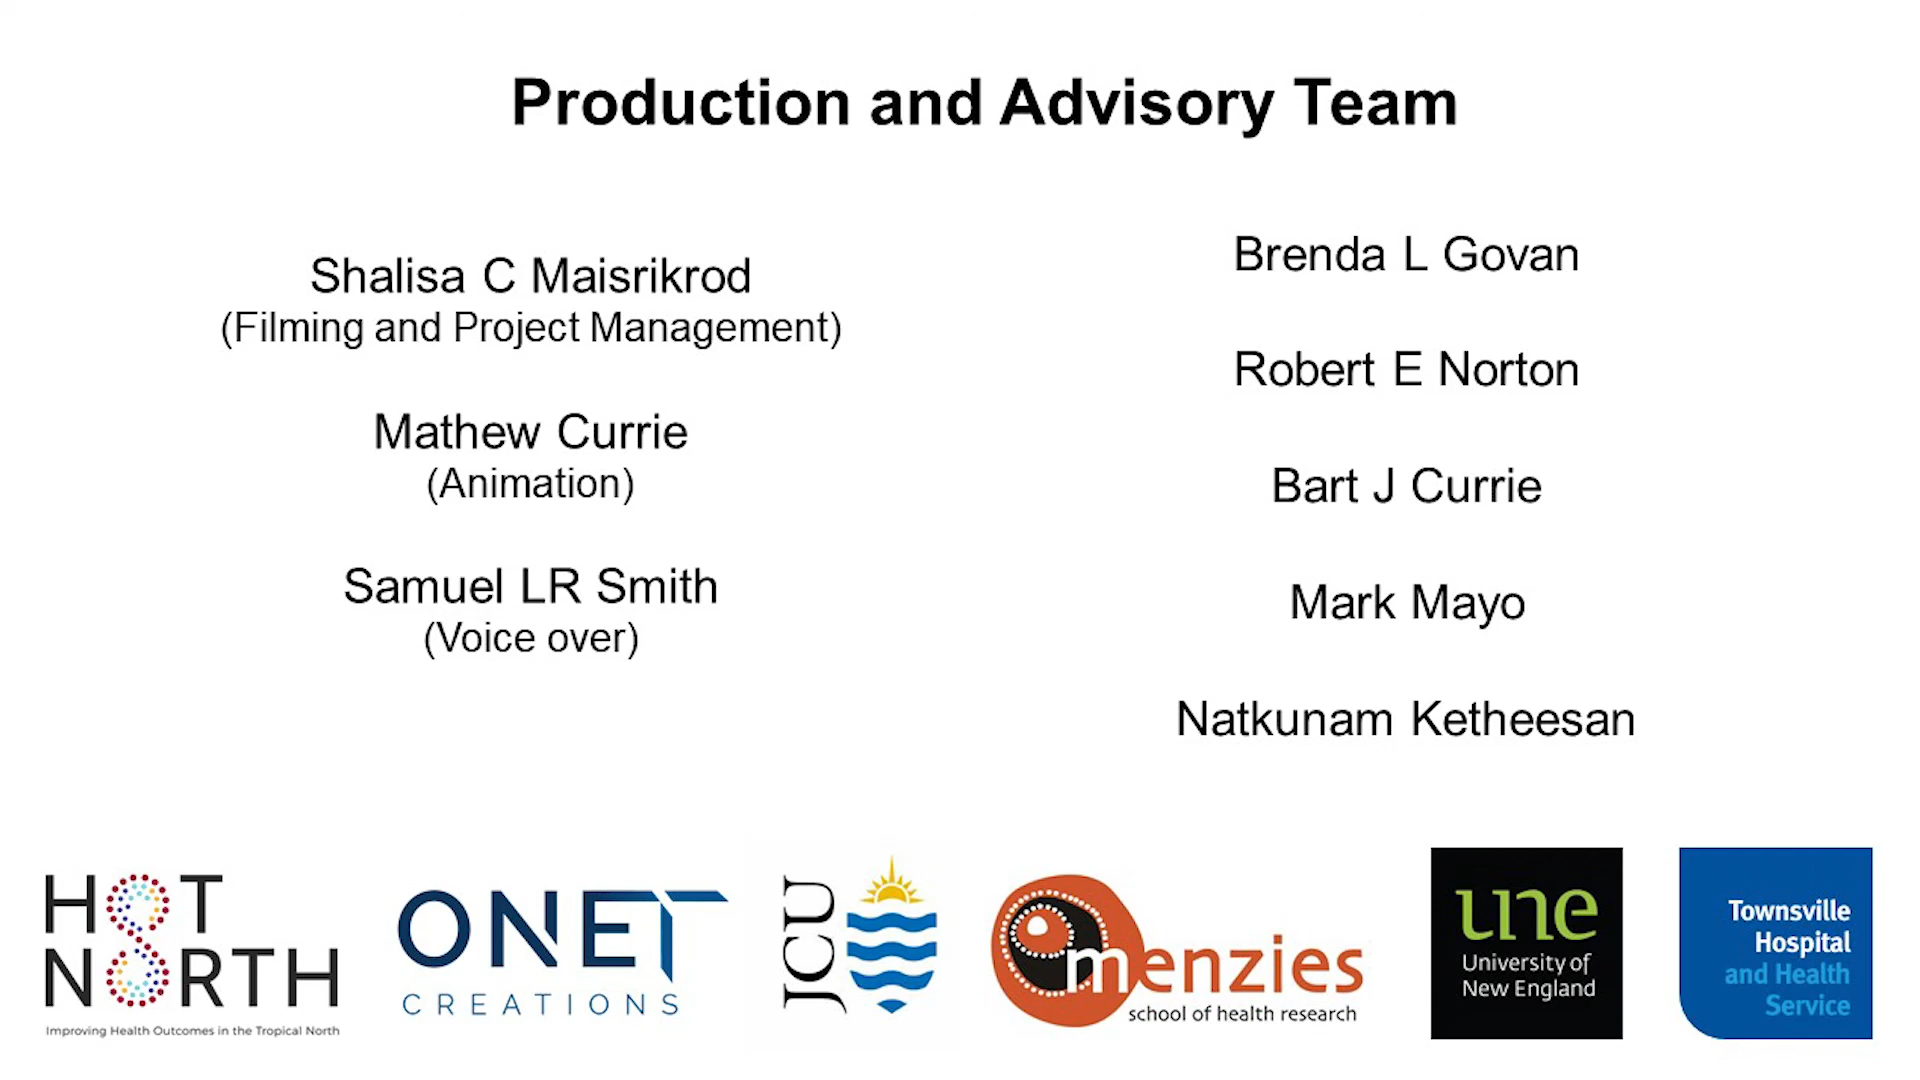 Production and Advisory Team
Shalisa C Maisrikrod
(Filming and Project Management)
Mathew Currie
(Animation)
Samuel LR Smith
(Voice over)
Brenda L Govan
Robert E Norton
Bart J Currie
Mark Mayo
Natkunam Ketheesan
HOT
NORTH
Improving Health Outcomes in the Tropical North
ONET
CREATIONS
JCU
menzies
school of health research
une
University of
New England
Townsville
Hospital
and Health
Service